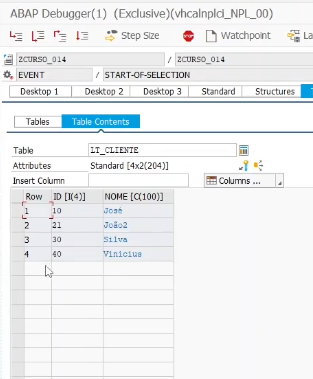 ABAP Debugger(1) (Exclusive)(vhcalnplci_NPL_00)
Step Size Watchpoint
ZCURSO_014 / ZCURSO_014
EVENT / START-OF-SELECTION
Desktop 1 Desktop 2 Desktop 3 Standard Structures
Tables Table Contents
Table LT_CLIENTE
Attributes Standard [4x2(204)]
Insert Column Columns ...
Row ID [I(4)] NOME [C(100)]
1 10 José
2 21 João2
3 30 Silva
4 40 Vinicius